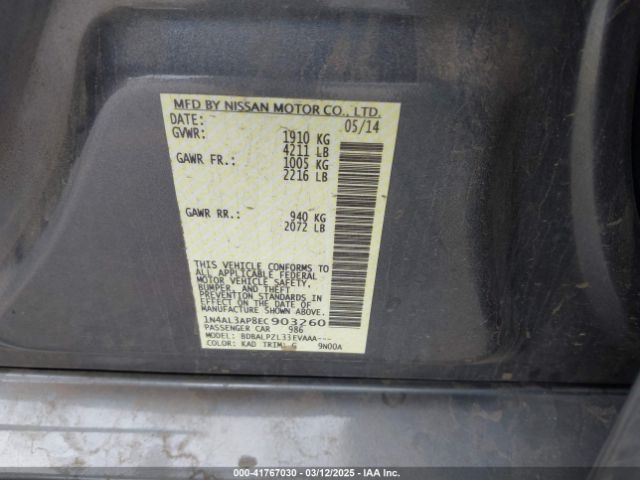 MFD BY NISSAN MOTOR CO., LTD.
DATE: 05/14
GVWR: 1910 KG
4211 LB
GAWR FR.: 1005 KG
2216 LB
GAWR RR.: 940 KG
2072 LB
THIS VEHICLE CONFORMS TO
ALL APPLICABLE FEDERAL
MOTOR VEHICLE SAFETY,
BUMPER, AND THEFT
PREVENTION STANDARDS IN
EFFECT ON THE DATE OF
MANUFACTURE SHOWN ABOVE.
1N4AL3AP8EC903260
PASSENGER CAR 986
MODEL: BDBALPZL33EVAAA---
COLOR: KAD TRIM: G 9N00A
000-41767030 | 03/12/2025 - IAA